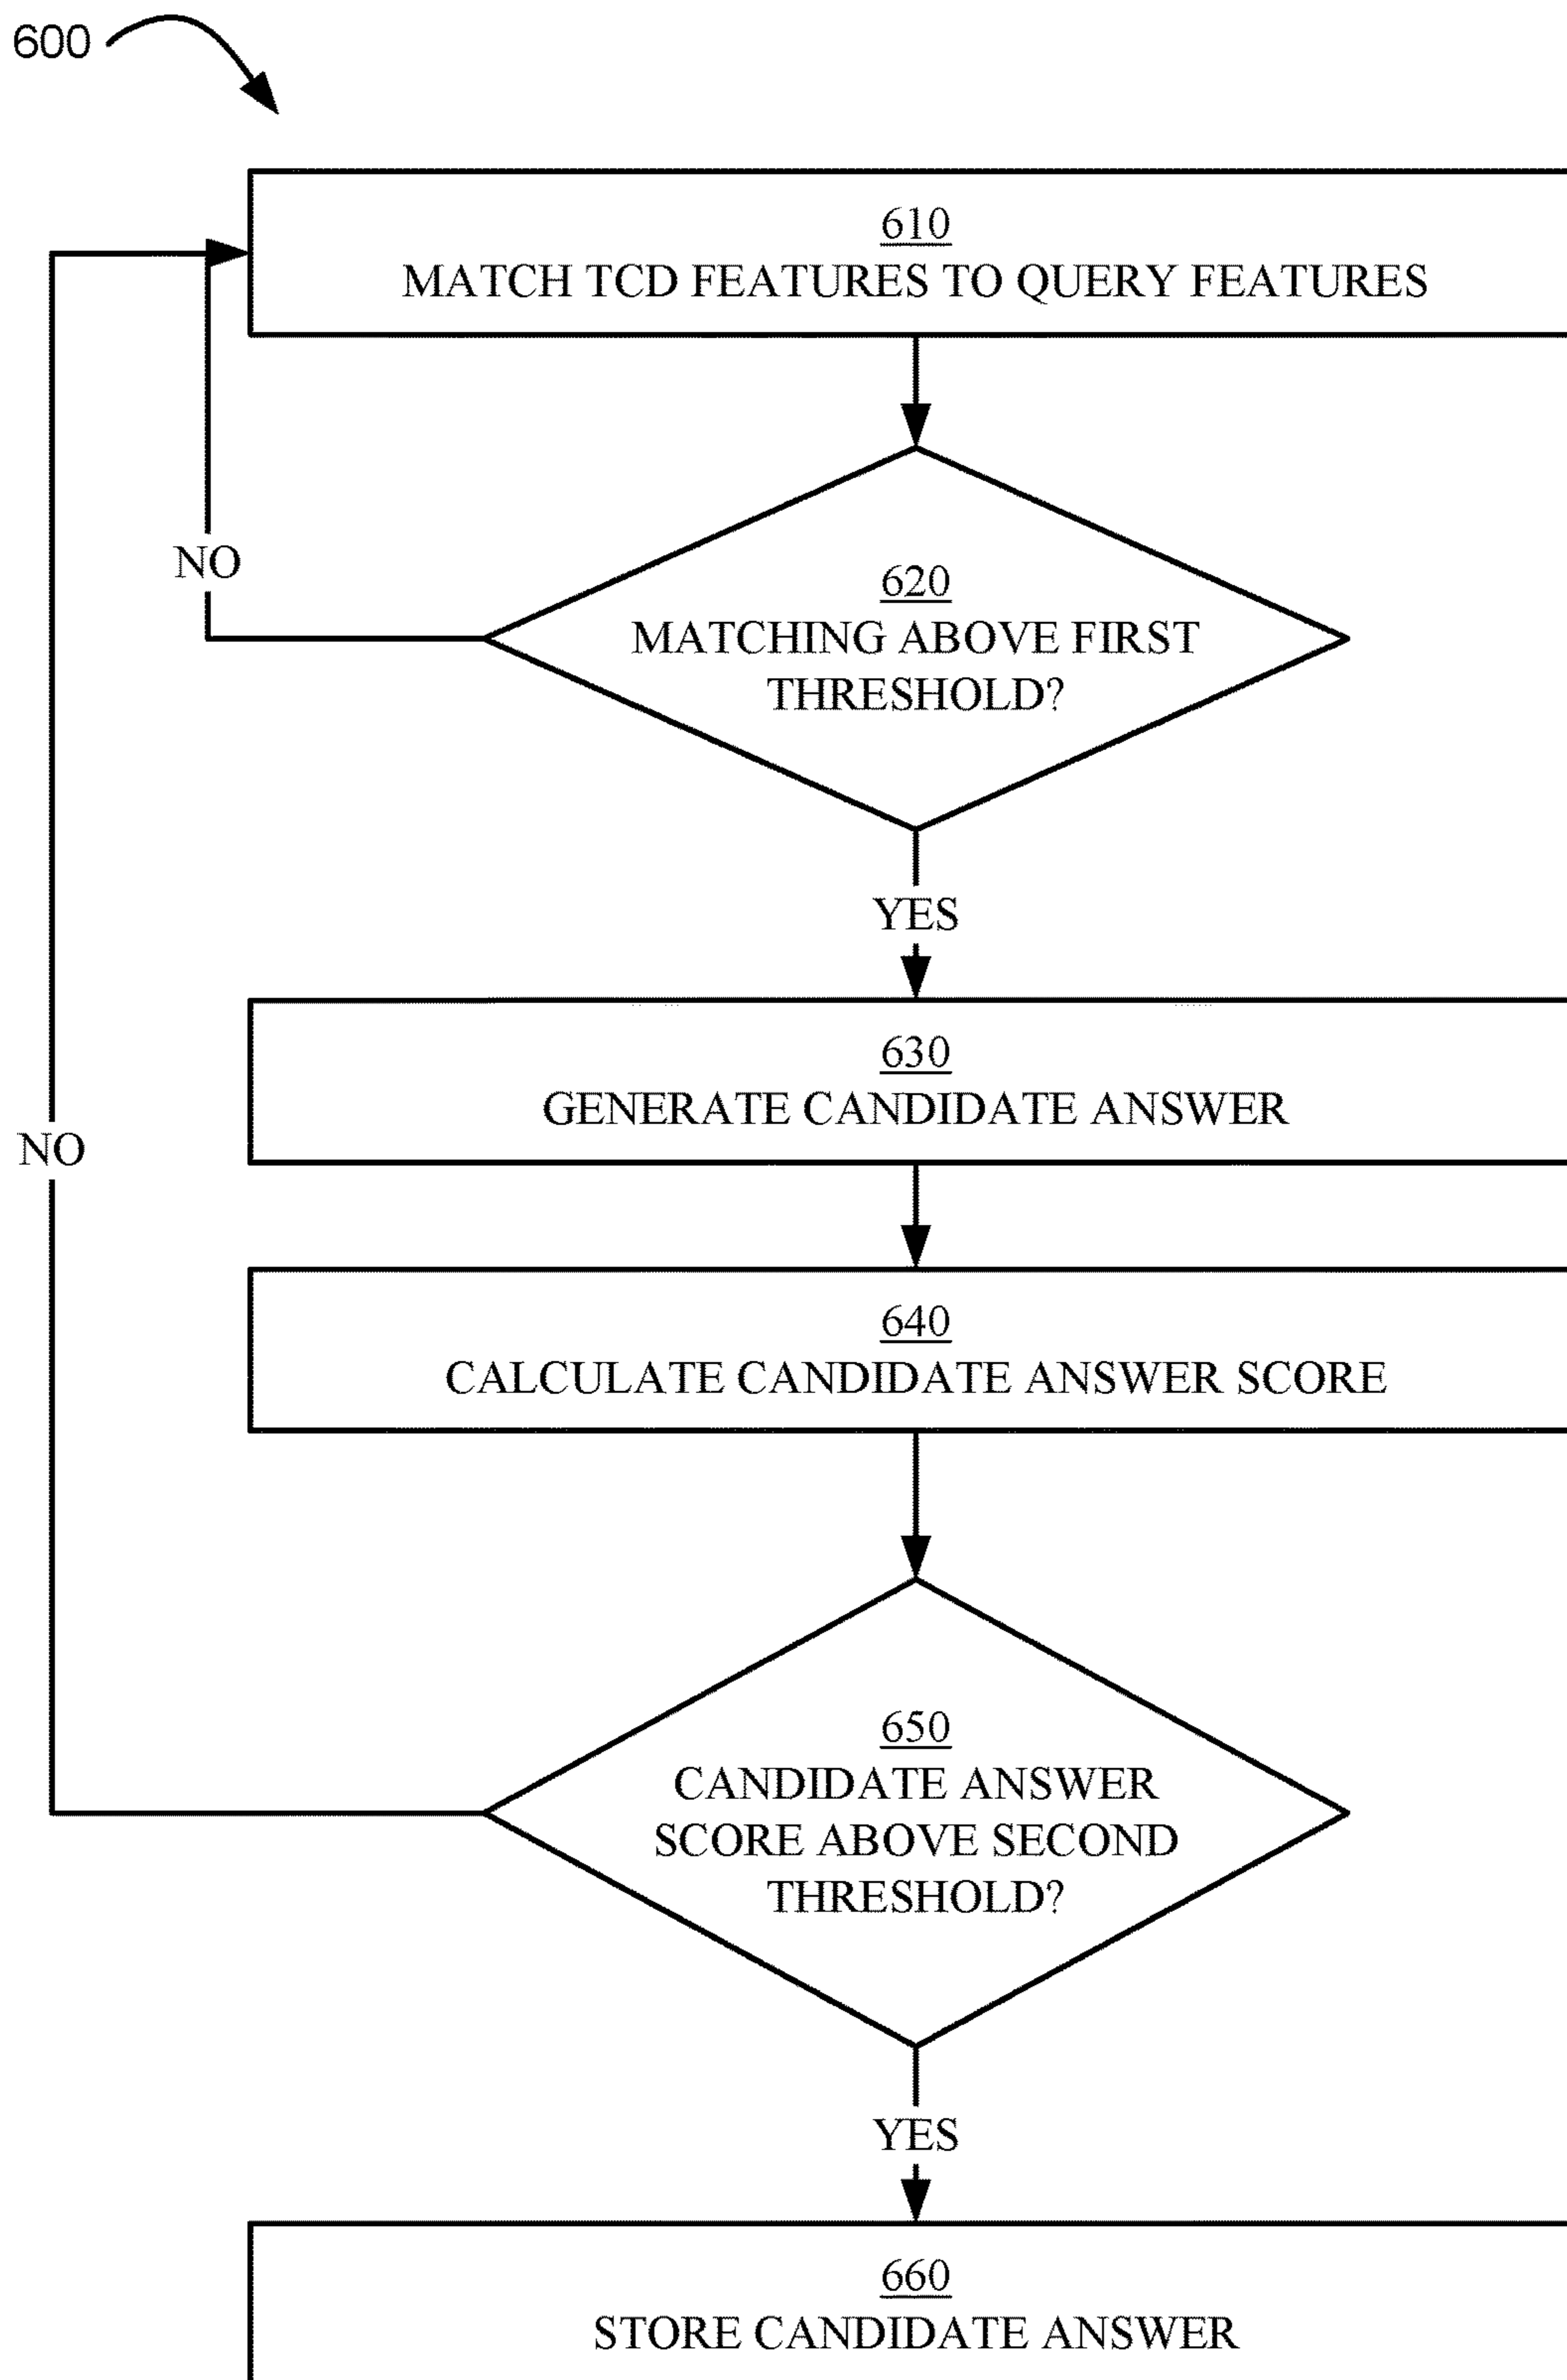 600
610
MATCH TCD FEATURES TO QUERY FEATURES
NO
620
MATCHING ABOVE FIRST
THRESHOLD?
YES
630
GENERATE CANDIDATE ANSWER
NO
640
CALCULATE CANDIDATE ANSWER SCORE
650
CANDIDATE ANSWER
SCORE ABOVE SECOND
THRESHOLD?
YES
660
STORE CANDIDATE ANSWER